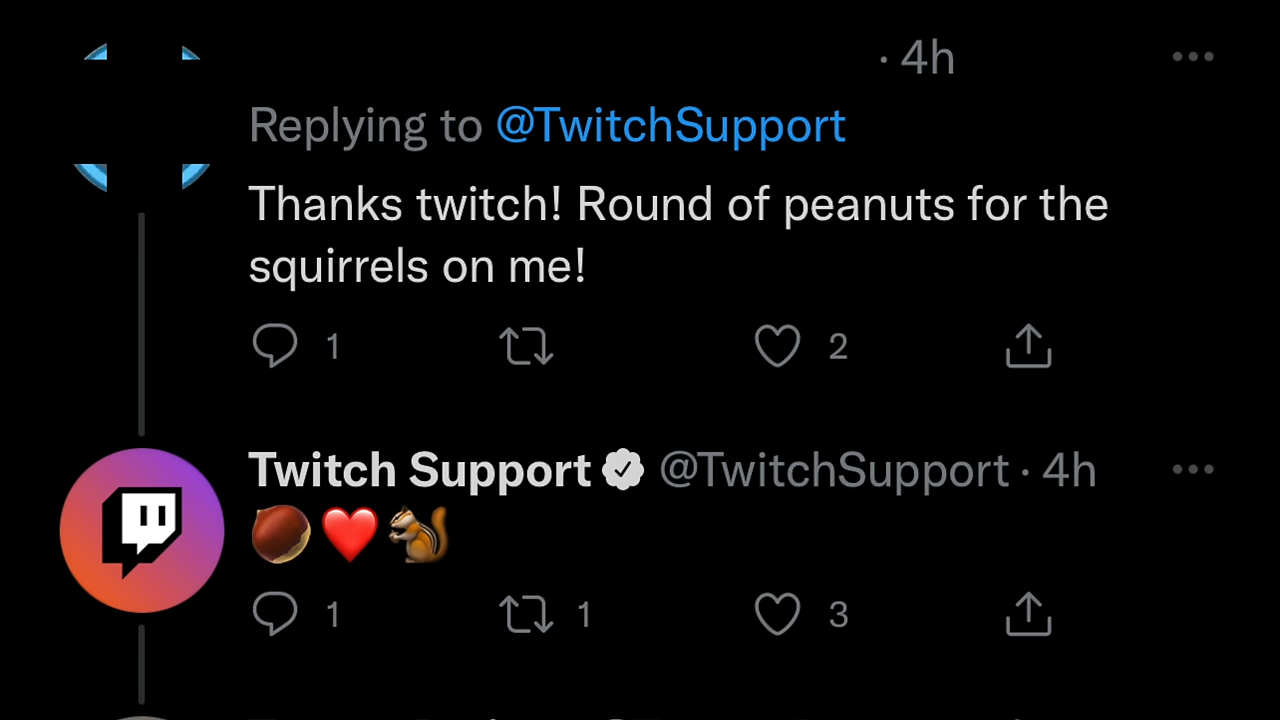 · 4h
Replying to @TwitchSupport
Thanks twitch! Round of peanuts for the
squirrels on me!
1 2
Twitch Support @TwitchSupport · 4h
🌰❤️🐿️
1 1 3